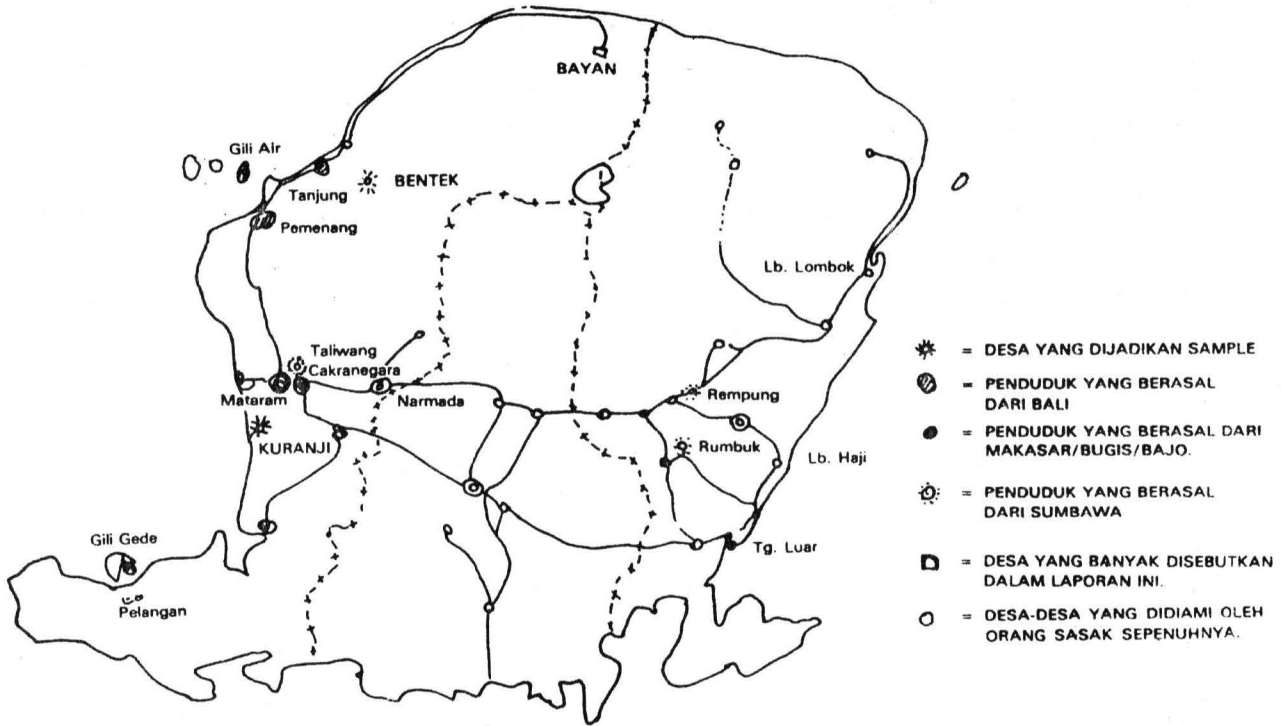 BAYAN
Gili Air
Tanjung
BENTEK
Pemenang
Lb. Lombok
Taliwang
Cakranegara
Mataram
Narmada
Rempung
KURANJI
Rumbuk
Lb. Haji
Gili Gede
Tg. Luar
Pelangan
= DESA YANG DIJADIKAN SAMPLE
= PENDUDUK YANG BERASAL
DARI BALI
= PENDUDUK YANG BERASAL DARI
MAKASAR/BUGIS/BAJO.
= PENDUDUK YANG BERASAL
DARI SUMBAWA
= DESA YANG BANYAK DISEBUTKAN
DALAM LAPORAN INI.
= DESA-DESA YANG DIDIAMI OLEH
ORANG SASAK SEPENUHNYA.